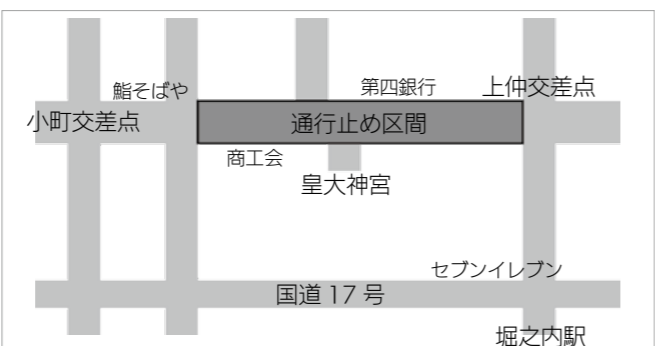 鮨そばや
第四銀行
上仲交差点
小町交差点
通行止め区間
商工会
皇大神宮
セブンイレブン
国道 17 号
堀之内駅